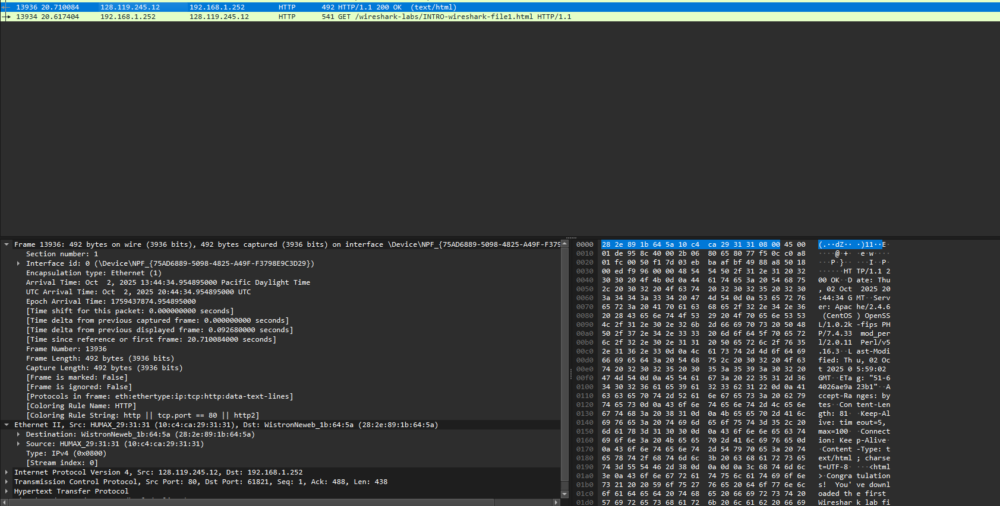 13936 20.710084 128.119.245.12 192.168.1.252 HTTP 492 HTTP/1.1 200 OK (text/html)
13934 20.617404 192.168.1.252 128.119.245.12 HTTP 541 GET /wireshark-labs/INTRO-wireshark-file1.html HTTP/1.1
Frame 13936: 492 bytes on wire (3936 bits), 492 bytes captured (3936 bits) on interface \Device\NPF_{75AD6889-5098-4825-A49F-F379
Section number: 1
Interface id: 0 (\Device\NPF_{75AD6889-5098-4825-A49F-F3798E9C3D29})
Encapsulation type: Ethernet (1)
Arrival Time: Oct 2, 2025 13:44:34.954895000 Pacific Daylight Time
UTC Arrival Time: Oct 2, 2025 20:44:34.954895000 UTC
Epoch Arrival Time: 1759437874.954895000
[Time shift for this packet: 0.000000000 seconds]
[Time delta from previous captured frame: 0.000000000 seconds]
[Time delta from previous displayed frame: 0.092680000 seconds]
[Time since reference or first frame: 20.710084000 seconds]
Frame Number: 13936
Frame Length: 492 bytes (3936 bits)
Capture Length: 492 bytes (3936 bits)
[Frame is marked: False]
[Frame is ignored: False]
[Protocols in frame: eth:ethertype:ip:tcp:http:data-text-lines]
[Coloring Rule Name: HTTP]
[Coloring Rule String: http || tcp.port == 80 || http2]
Ethernet II, Src: HUMAX_29:31:31 (10:c4:ca:29:31:31), Dst: WistronNeweb_1b:64:5a (28:2e:89:1b:64:5a)
Destination: WistronNeweb_1b:64:5a (28:2e:89:1b:64:5a)
Source: HUMAX_29:31:31 (10:c4:ca:29:31:31)
Type: IPv4 (0x0800)
[Stream index: 0]
Internet Protocol Version 4, Src: 128.119.245.12, Dst: 192.168.1.252
Transmission Control Protocol, Src Port: 80, Dst Port: 61821, Seq: 1, Ack: 488, Len: 438
Hypertext Transfer Protocol
0000 28 2e 89 1b 64 5a 10 c4 ca 29 31 31 08 00 45 00 (.··dZ·· ·)11··E·
0010 01 de 95 8c 40 00 2b 06 80 65 80 77 f5 0c c0 a8 ····@·+· ·e·w····
0020 01 fc 00 50 f1 7d 03 eb ba af bf 49 88 a8 50 18 ···P·}·· ···I··P·
0030 00 ed f9 96 00 00 48 54 54 50 2f 31 2e 31 20 32 ······HT TP/1.1 2
0040 30 30 20 4f 4b 0d 0a 44 61 74 65 3a 20 54 68 75 00 OK··D ate: Thu
0050 2c 20 30 32 20 4f 63 74 20 32 30 32 35 20 32 30 , 02 Oct 2025 20
0060 3a 34 34 3a 33 34 20 47 4d 54 0d 0a 53 65 72 76 :44:34 G MT··Serv
0070 65 72 3a 20 41 70 61 63 68 65 2f 32 2e 34 2e 36 er: Apac he/2.4.6
0080 20 28 43 65 6e 74 4f 53 29 20 4f 70 65 6e 53 53 (CentOS ) OpenSS
0090 4c 2f 31 2e 30 2e 32 6b 2d 66 69 70 73 20 50 48 L/1.0.2k -fips PH
00a0 50 2f 37 2e 34 2e 33 33 20 6d 6f 64 5f 70 65 72 P/7.4.33 mod_per
00b0 6c 2f 32 2e 30 2e 31 31 20 50 65 72 6c 2f 76 35 l/2.0.11 Perl/v5
00c0 2e 31 36 2e 33 0d 0a 4c 61 73 74 2d 4d 6f 64 69 .16.3··L ast-Modi
00d0 66 69 65 64 3a 20 54 68 75 2c 20 30 32 20 4f 63 fied: Th u, 02 Oc
00e0 74 20 32 30 32 35 20 30 35 3a 35 39 3a 30 32 20 t 2025 0 5:59:02
00f0 47 4d 54 0d 0a 45 54 61 67 3a 20 22 35 31 2d 36 GMT··ETa g: "51-6
0100 34 30 32 36 61 65 39 61 32 33 62 31 22 0d 0a 41 4026ae9a 23b1"··A
0110 63 63 65 70 74 2d 52 61 6e 67 65 73 3a 20 62 79 ccept-Ra nges: by
0120 74 65 73 0d 0a 43 6f 6e 74 65 6e 74 2d 4c 65 6e tes··Con tent-Len
0130 67 74 68 3a 20 38 31 0d 0a 4b 65 65 70 2d 41 6c gth: 81· ·Keep-Al
0140 69 76 65 3a 20 74 69 6d 65 6f 75 74 3d 35 2c 20 ive: tim eout=5,
0150 6d 61 78 3d 31 30 30 0d 0a 43 6f 6e 6e 65 63 74 max=100· ·Connect
0160 69 6f 6e 3a 20 4b 65 65 70 2d 41 6c 69 76 65 0d ion: Kee p-Alive·
0170 0a 43 6f 6e 74 65 6e 74 2d 54 79 70 65 3a 20 74 ·Content -Type: t
0180 65 78 74 2f 68 74 6d 6c 3b 20 63 68 61 72 73 65 ext/html ; charse
0190 74 3d 55 54 46 2d 38 0d 0a 0d 0a 3c 68 74 6d 6c t=UTF-8· ···<html
01a0 3e 0a 43 6f 6e 67 72 61 74 75 6c 61 74 69 6f 6e >·Congra tulation
01b0 73 21 20 20 59 6f 75 27 76 65 20 64 6f 77 6e 6c s! You' ve downl
01c0 6f 61 64 65 64 20 74 68 65 20 66 69 72 73 74 20 oaded th e first
01d0 57 69 72 65 73 68 61 72 6b 20 6c 61 62 20 66 69 Wireshar k lab fi